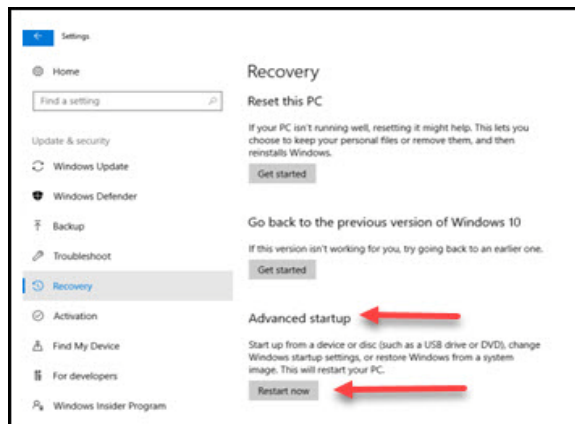 Settings
Home
Find a setting
Update & security
Windows Update
Windows Defender
Backup
Troubleshoot
Recovery
Activation
Find My Device
For developers
Windows Insider Program
Recovery
Reset this PC
If your PC isn't running well, resetting it might help. This lets you
choose to keep your personal files or remove them, and then
reinstalls Windows.
Get started
Go back to the previous version of Windows 10
If this version isn't working for you, try going back to an earlier one.
Get started
Advanced startup
Start up from a device or disc (such as a USB drive or DVD), change
Windows startup settings, or restore Windows from a system
image. This will restart your PC.
Restart now